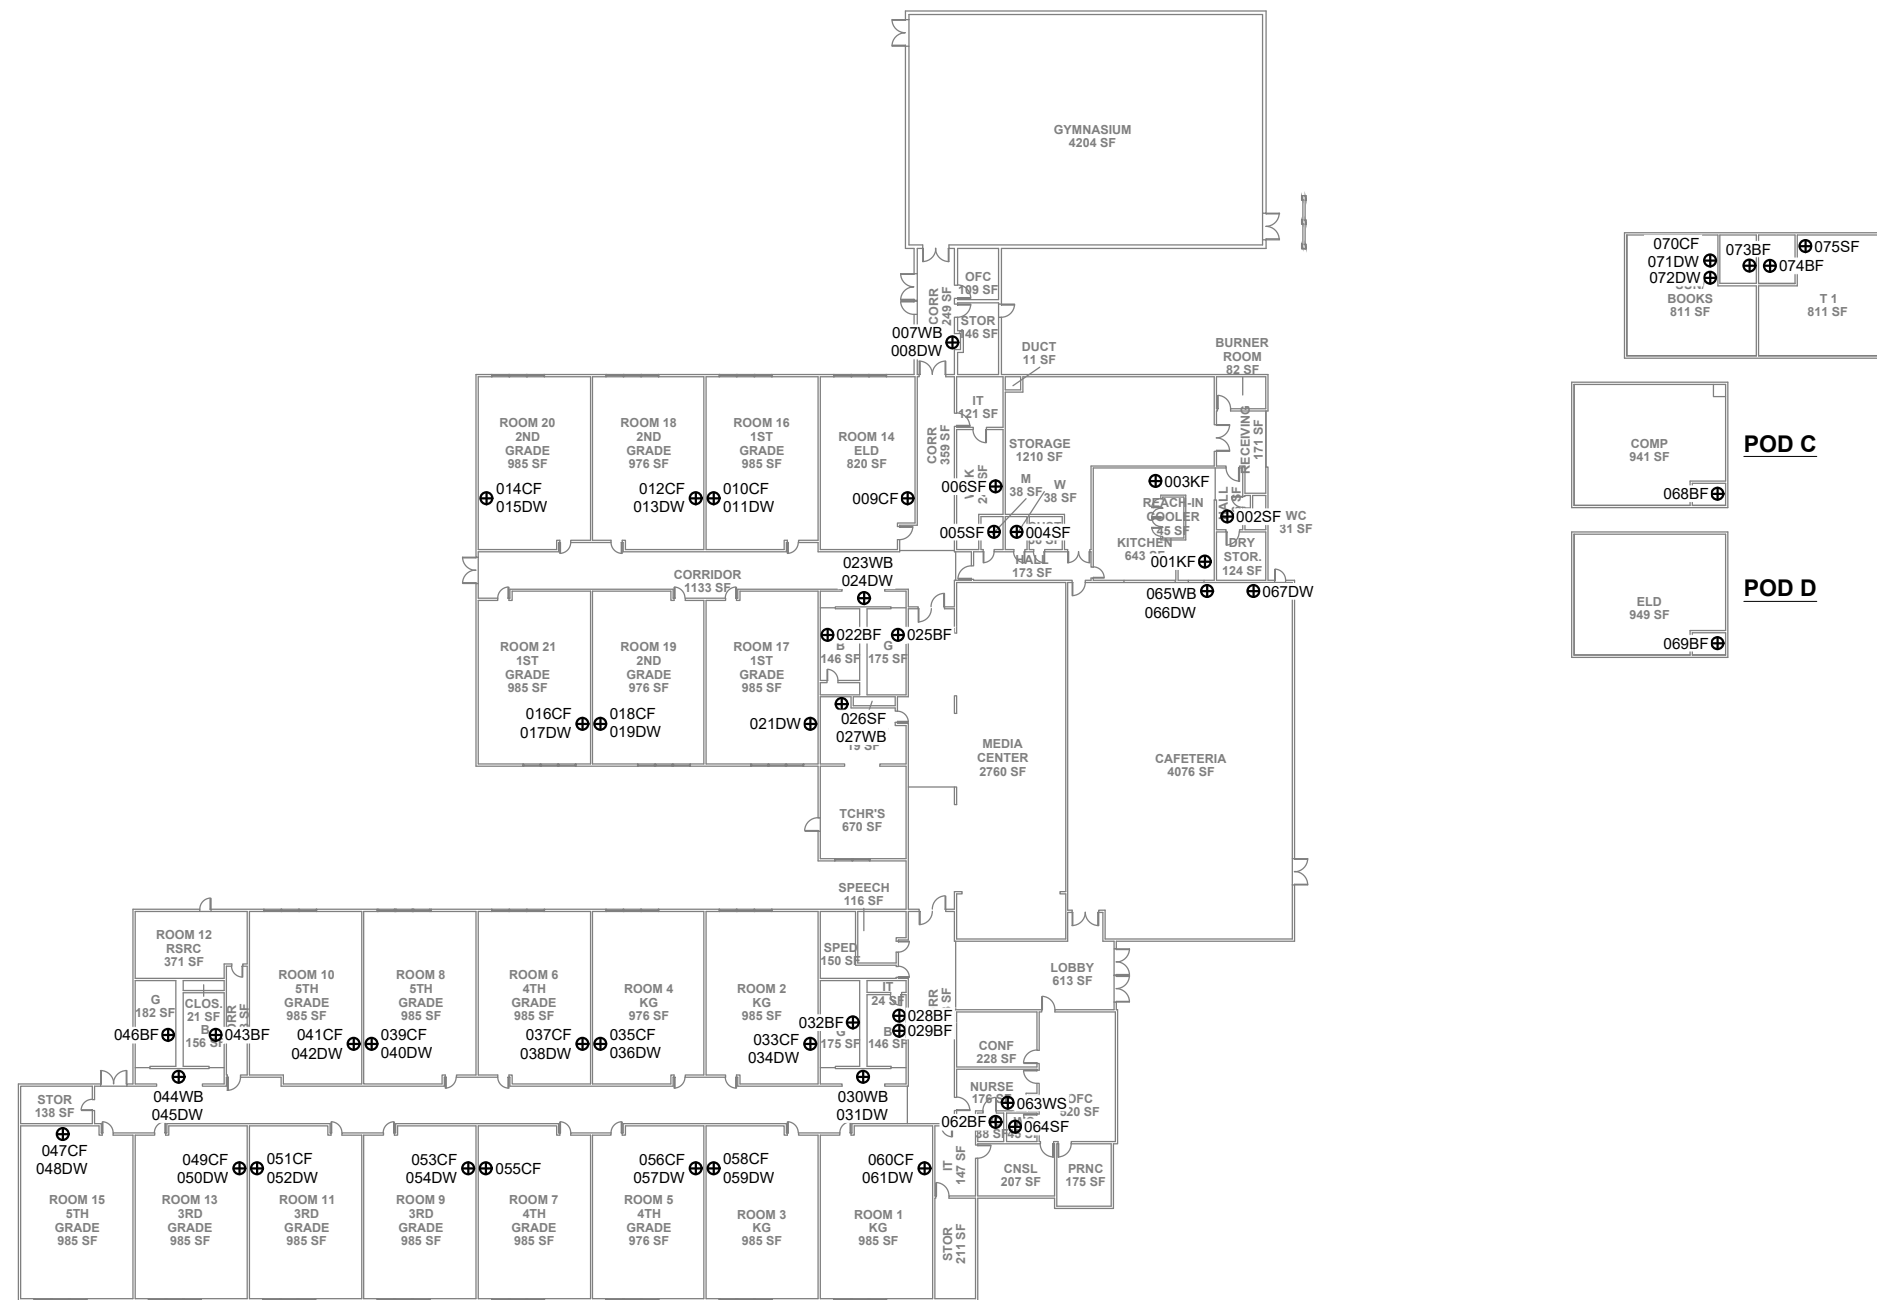 GYMNASIUM
4204 SF
070CF
071DW
072DW
073BF
074BF
075SF
BOOKS
811 SF
T 1
811 SF
OFC
109 SF
CORR
249 SF
STOR
007WB
008DW
DUCT
11 SF
BURNER
ROOM
82 SF
ROOM 20
2ND
GRADE
985 SF
ROOM 18
2ND
GRADE
976 SF
ROOM 16
1ST
GRADE
985 SF
ROOM 14
ELD
820 SF
CORR
359 SF
IT
121 SF
STORAGE
1210 SF
RECEIVING
171 SF
COMP
941 SF
POD C
068BF
014CF
015DW
012CF
013DW
010CF
011DW
009CF
006SF
M
38 SF
W
38 SF
003KF
REACH-IN
COOLER
005SF
004SF
002SF
WC
31 SF
KITCHEN
643
001KF
DRY
STOR.
124 SF
HALL
173 SF
CORRIDOR
1133 SF
023WB
024DW
065WB
066DW
067DW
ELD
949 SF
POD D
069BF
ROOM 21
1ST
GRADE
985 SF
ROOM 19
2ND
GRADE
976 SF
ROOM 17
1ST
GRADE
985 SF
022BF
B
146 SF
025BF
G
175 SF
016CF
017DW
018CF
019DW
021DW
026SF
027WB
MEDIA
CENTER
2760 SF
CAFETERIA
4076 SF
TCHR'S
670 SF
SPEECH
116 SF
ROOM 12
RSRC
371 SF
SPED
150 SF
ROOM 10
5TH
GRADE
985 SF
ROOM 8
5TH
GRADE
985 SF
ROOM 6
4TH
GRADE
985 SF
ROOM 4
KG
976 SF
ROOM 2
KG
985 SF
LOBBY
613 SF
G
182 SF
CLOS.
21 SF
B
156 SF
IT
24 SF
046BF
043BF
041CF
042DW
039CF
040DW
037CF
038DW
035CF
036DW
033CF
034DW
032BF
G
175 SF
028BF
029BF
B
146 SF
CONF
228 SF
NURSE
176 SF
063WS
062BF
064SF
044WB
045DW
030WB
031DW
STOR
138 SF
047CF
048DW
049CF
050DW
051CF
052DW
053CF
054DW
055CF
056CF
057DW
058CF
059DW
060CF
061DW
IT
147 SF
CNSL
207 SF
PRNC
175 SF
ROOM 15
5TH
GRADE
985 SF
ROOM 13
3RD
GRADE
985 SF
ROOM 11
3RD
GRADE
985 SF
ROOM 9
3RD
GRADE
985 SF
ROOM 7
4TH
GRADE
985 SF
ROOM 5
4TH
GRADE
976 SF
ROOM 3
KG
985 SF
ROOM 1
KG
985 SF
STOR
211 SF